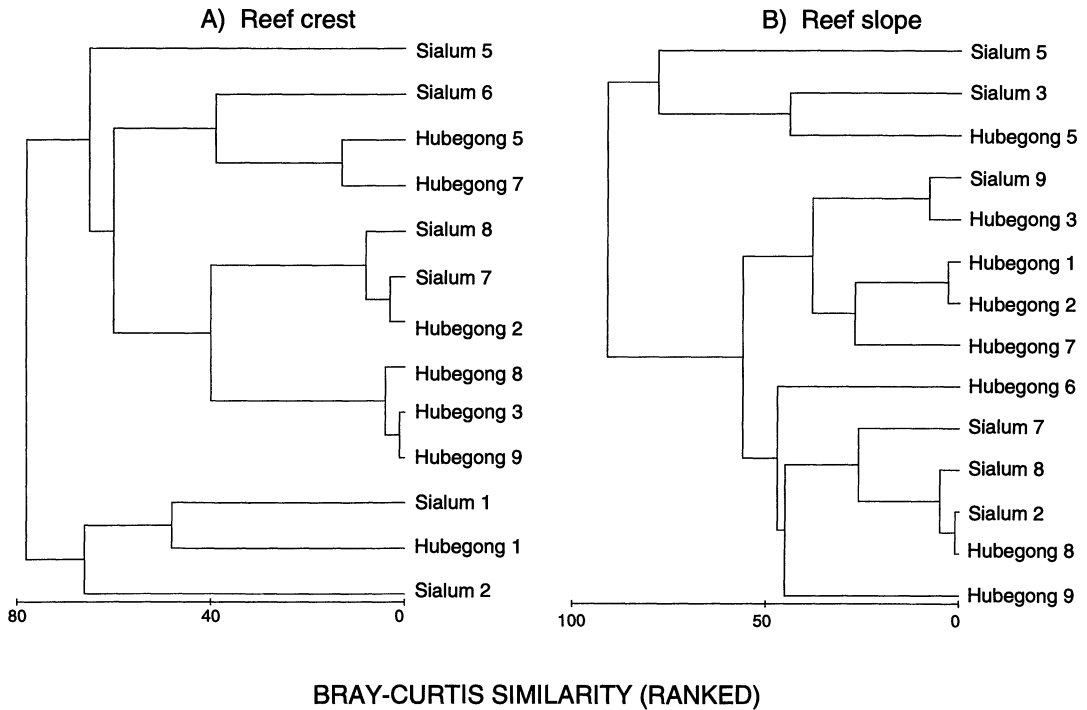 A) Reef crest
Sialum 5
Sialum 6
Hubegong 5
Hubegong 7
Sialum 8
Sialum 7
Hubegong 2
Hubegong 8
Hubegong 3
Hubegong 9
Sialum 1
Hubegong 1
Sialum 2
80 40 0
B) Reef slope
Sialum 5
Sialum 3
Hubegong 5
Sialum 9
Hubegong 3
Hubegong 1
Hubegong 2
Hubegong 7
Hubegong 6
Sialum 7
Sialum 8
Sialum 2
Hubegong 8
Hubegong 9
100 50 0
BRAY-CURTIS SIMILARITY (RANKED)